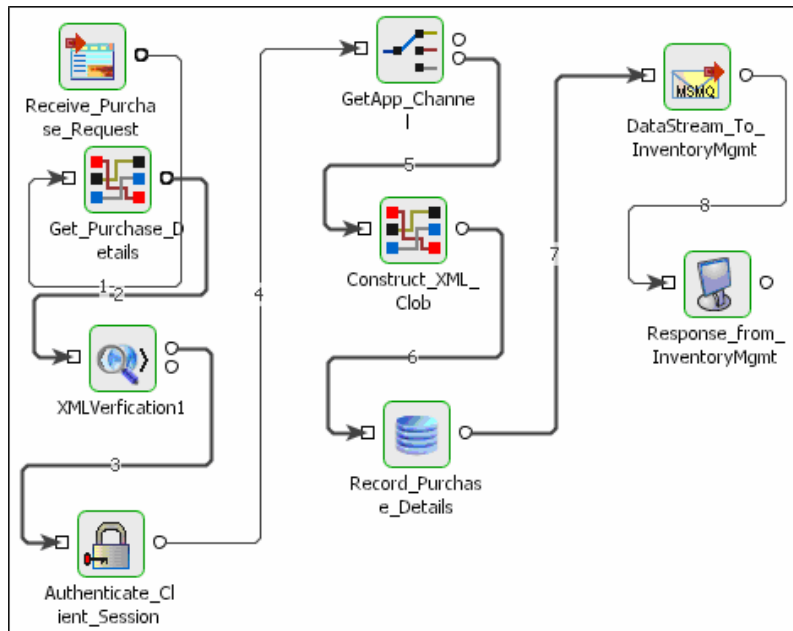 Receive_Purcha
se_Request
Get_Purchase_D
etails
1
2
XMLVerfication1
3
Authenticate_Cl
ient_Session
4
GetApp_Channe
l
5
Construct_XML_
Clob
6
Record_Purchas
e_Details
7
MSMQ
DataStream_To_
InventoryMgmt
8
Response_from_
InventoryMgmt